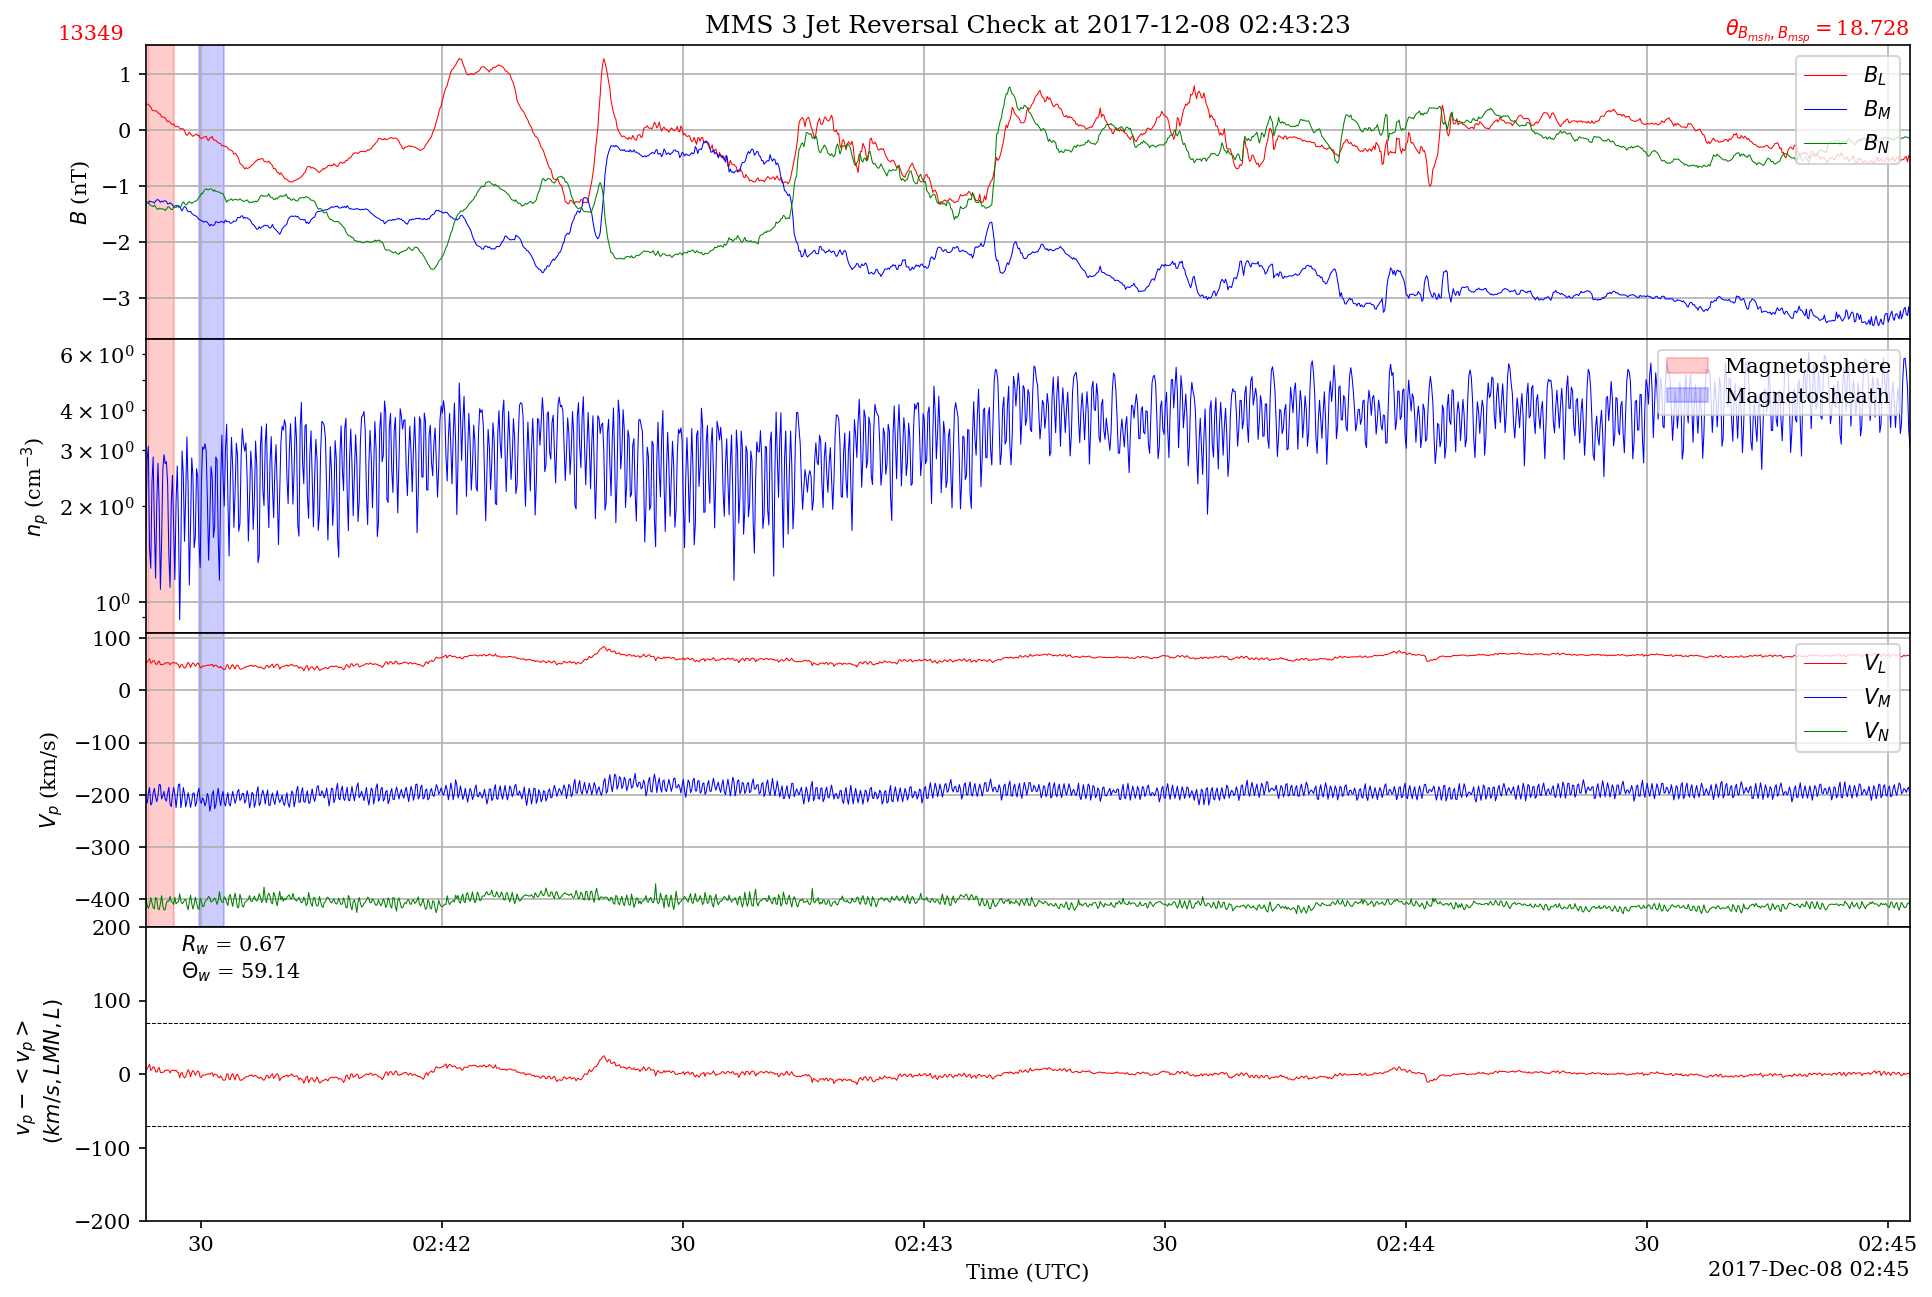 MMS 3 Jet Reversal Check at 2017-12-08 02:43:23
13349
θ_{B_{msh}, B_{msp}} = 18.728
B (nT)
1
0
−1
−2
−3
B_L
B_M
B_N
n_p (cm^{−3})
6 × 10^0
4 × 10^0
3 × 10^0
2 × 10^0
10^0
Magnetosphere
Magnetosheath
V_p (km/s)
100
0
−100
−200
−300
−400
V_L
V_M
V_N
v_p − < v_p >
(km/s, LMN, L)
200
100
0
−100
−200
R_w = 0.67
Θ_w = 59.14
30
02:42
30
02:43
30
02:44
30
02:45
Time (UTC)
2017-Dec-08 02:45